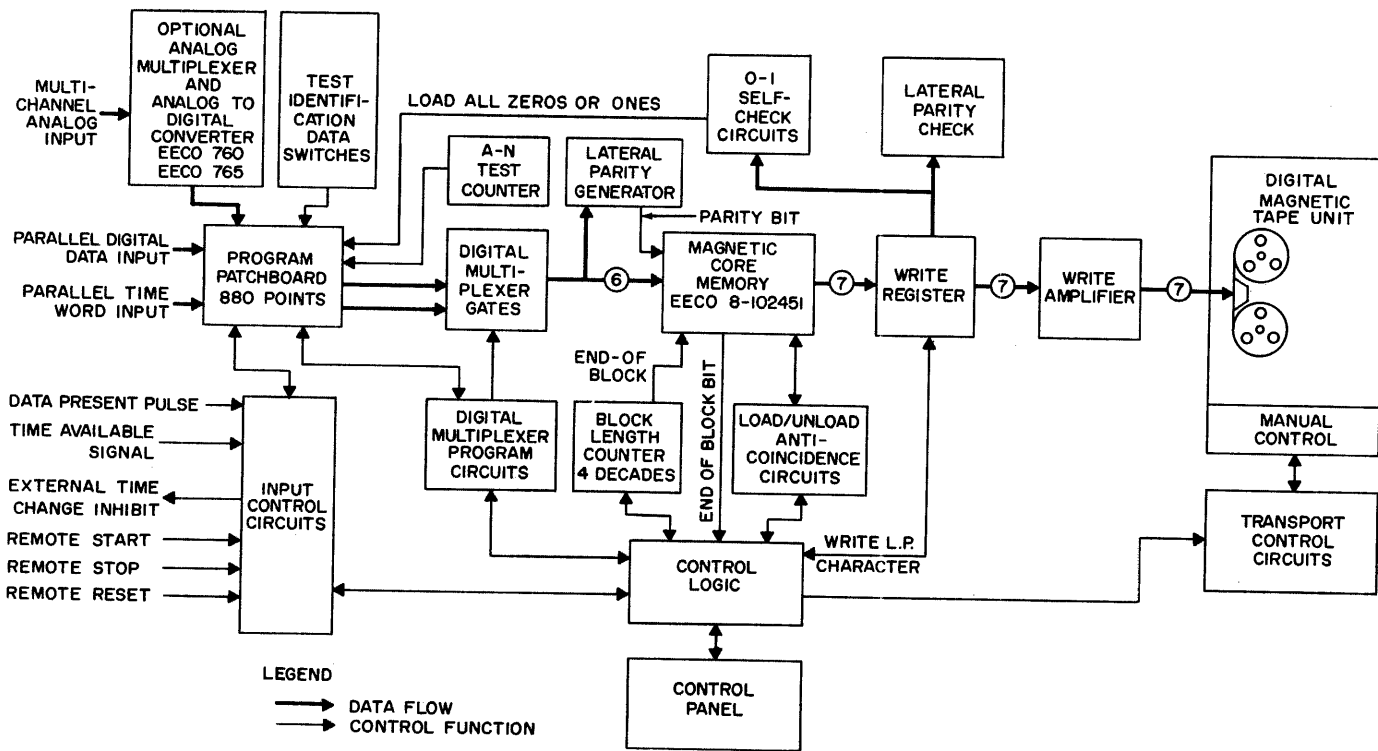 OPTIONAL
ANALOG
MULTIPLEXER
AND
ANALOG TO
DIGITAL
CONVERTER
EECO 760
EECO 765
MULTI-
CHANNEL
ANALOG
INPUT
TEST
IDENTIFI-
CATION
DATA
SWITCHES
LOAD ALL ZEROS OR ONES
O-I
SELF-
CHECK
CIRCUITS
LATERAL
PARITY
CHECK
A-N
TEST
COUNTER
LATERAL
PARITY
GENERATOR
PARITY BIT
DIGITAL
MAGNETIC
TAPE UNIT
PARALLEL DIGITAL
DATA INPUT
PARALLEL TIME
WORD INPUT
PROGRAM
PATCHBOARD
880 POINTS
DIGITAL
MULTI-
PLEXER
GATES
6
MAGNETIC
CORE
MEMORY
EECO 8-102451
7
WRITE
REGISTER
7
WRITE
AMPLIFIER
7
END-OF
BLOCK
END OF BLOCK BIT
DATA PRESENT PULSE
TIME AVAILABLE
SIGNAL
EXTERNAL TIME
CHANGE INHIBIT
REMOTE START
REMOTE STOP
REMOTE RESET
INPUT
CONTROL
CIRCUITS
DIGITAL
MULTIPLEXER
PROGRAM
CIRCUITS
BLOCK
LENGTH
COUNTER
4 DECADES
LOAD/UNLOAD
ANTI-
COINCIDENCE
CIRCUITS
MANUAL
CONTROL
TRANSPORT
CONTROL
CIRCUITS
WRITE L.P.
CHARACTER
CONTROL
LOGIC
CONTROL
PANEL
LEGEND
DATA FLOW
CONTROL FUNCTION